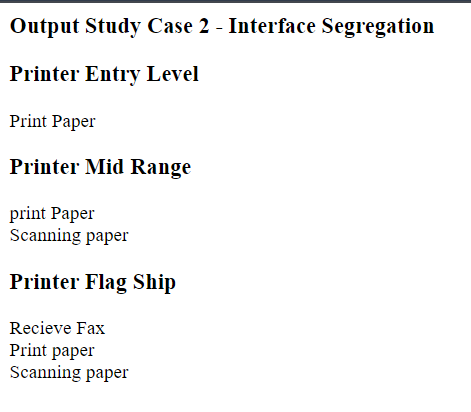 Output Study Case 2 - Interface Segregation
Printer Entry Level
Print Paper
Printer Mid Range
print Paper
Scanning paper
Printer Flag Ship
Recieve Fax
Print paper
Scanning paper